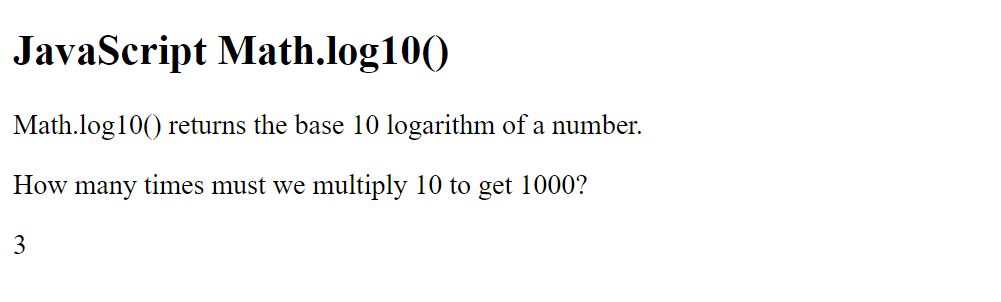 JavaScript Math.log10()
Math.log10() returns the base 10 logarithm of a number.
How many times must we multiply 10 to get 1000?
3